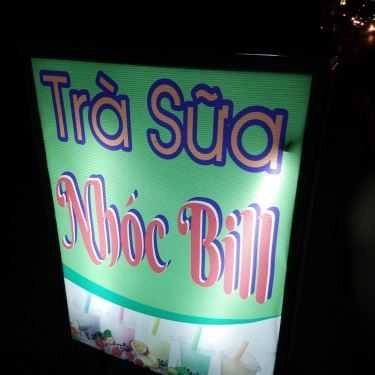 Trà Sữa
Nhóc Bill